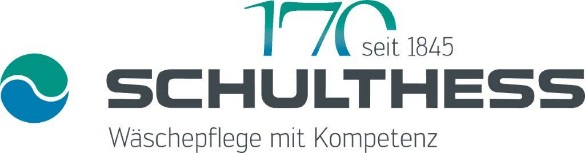 170 seit 1845
SCHULTHESS
Wäschepflege mit Kompetenz